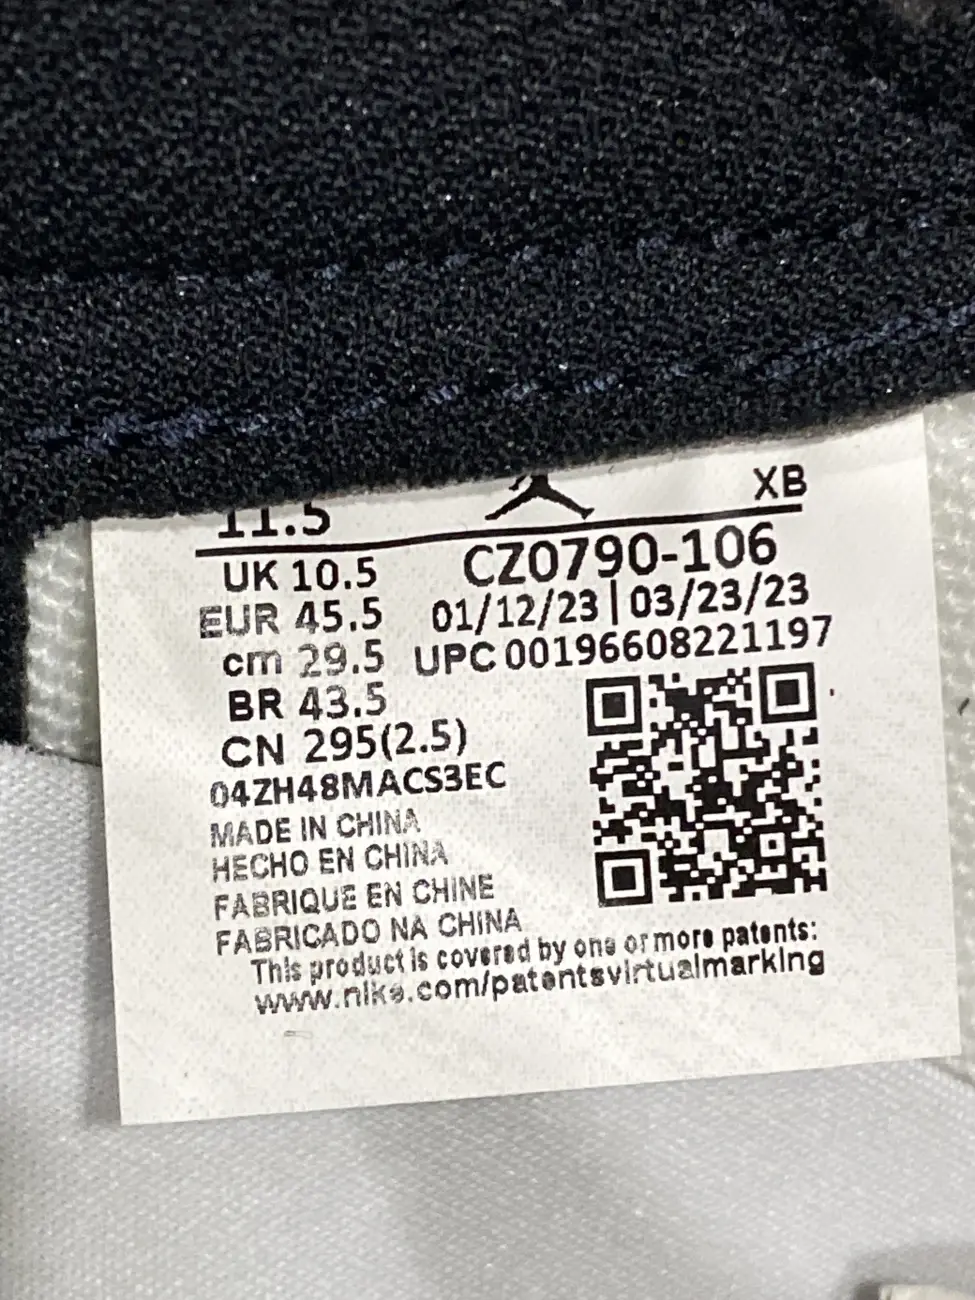 11.5
XB
UK 10.5
CZ0790-106
EUR 45.5
01/12/23 | 03/23/23
cm 29.5
UPC 00196608221197
BR 43.5
CN 295(2.5)
04ZH48MACS3EC
MADE IN CHINA
HECHO EN CHINA
FABRIQUE EN CHINE
FABRICADO NA CHINA
This product is covered by one or more patents:
www.nike.com/patentsvirtualmarking